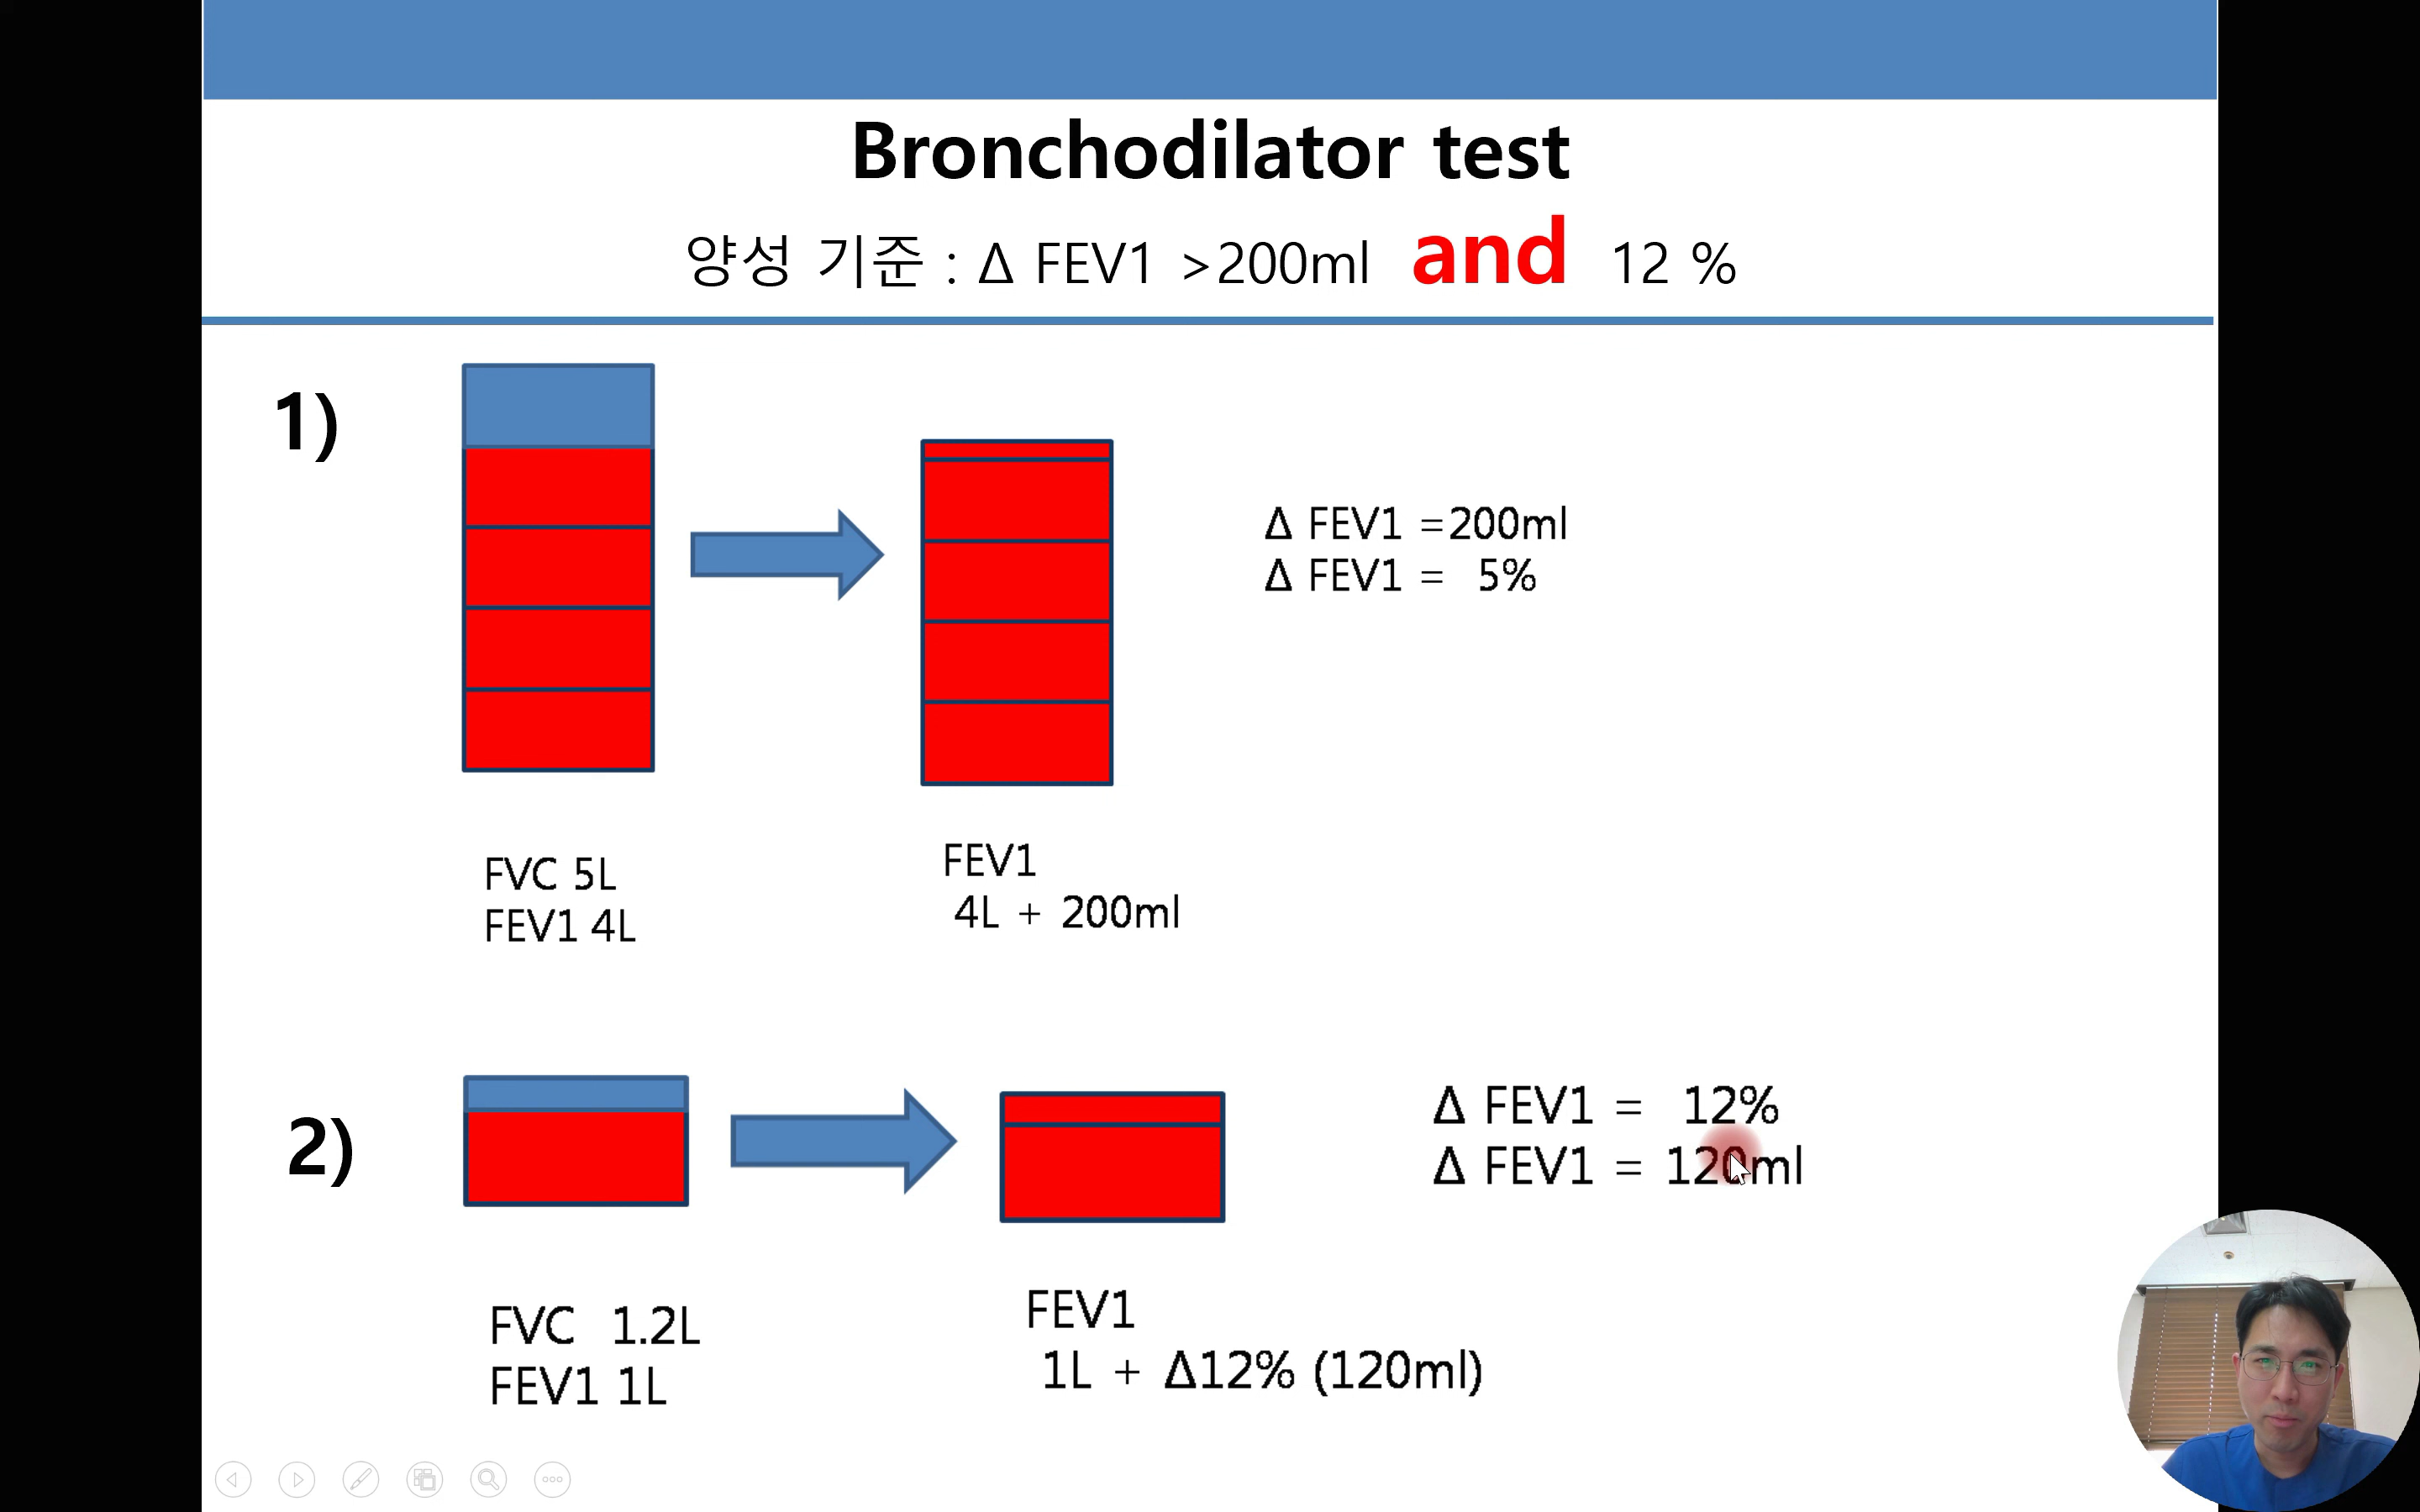 Bronchodilator test
양성 기준 : Δ FEV1 >200ml and 12 %
1)
Δ FEV1 =200ml
Δ FEV1 = 5%
FVC 5L
FEV1 4L
FEV1
4L + 200ml
2)
Δ FEV1 = 12%
Δ FEV1 = 120ml
FVC 1.2L
FEV1 1L
FEV1
1L + Δ12% (120ml)